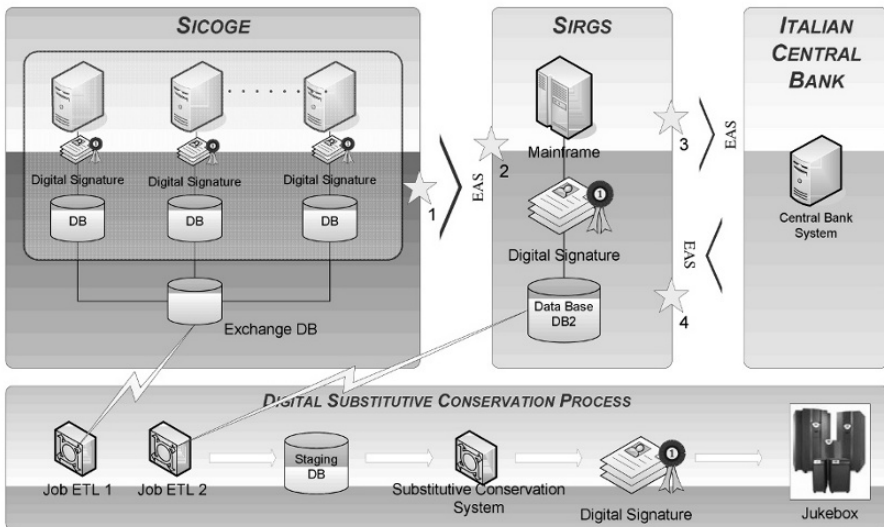 SICOGE
SIRGS
ITALIAN
CENTRAL
BANK
Digital Signature
Digital Signature
Digital Signature
DB
DB
DB
Exchange DB
1
EAS
2
Mainframe
Digital Signature
Data Base
DB2
3
EAS
EAS
4
Central Bank
System
DIGITAL SUBSTITUTIVE CONSERVATION PROCESS
Job ETL 1
Job ETL 2
Staging
DB
Substitutive Conservation
System
1
Digital Signature
Jukebox